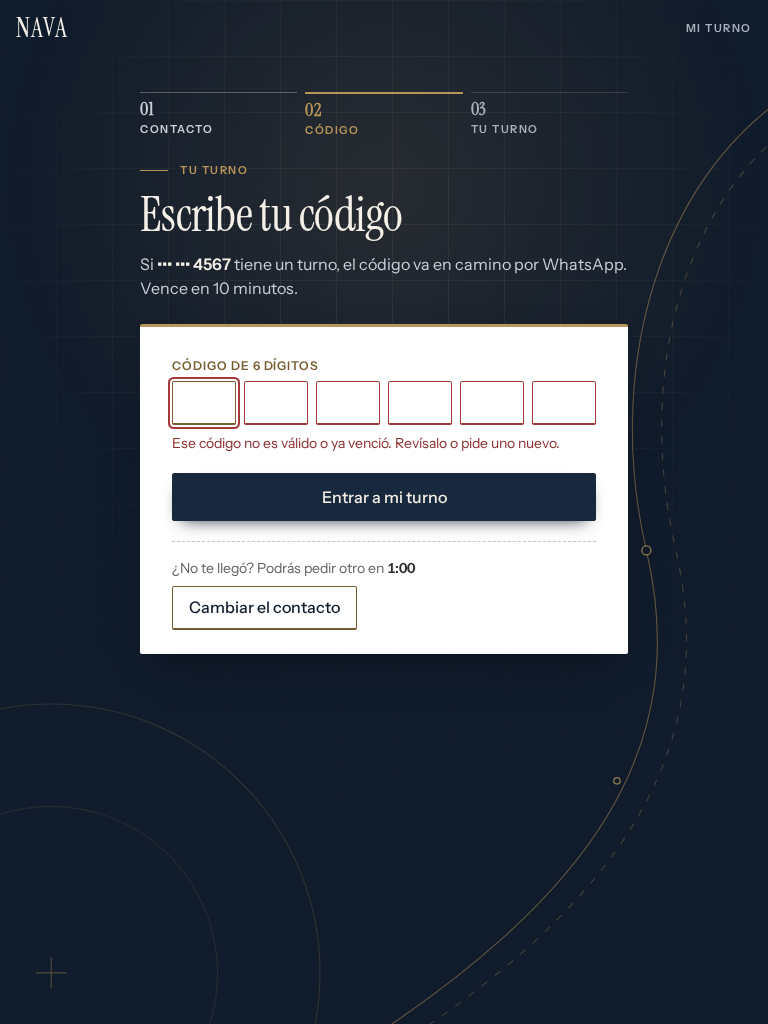 NAVA
MI TURNO
01
CONTACTO
02
CÓDIGO
03
TU TURNO
TU TURNO
Escribe tu código
Si ··· ··· 4567 tiene un turno, el código va en camino por WhatsApp.
Vence en 10 minutos.
CÓDIGO DE 6 DÍGITOS
Ese código no es válido o ya venció. Revísalo o pide uno nuevo.
Entrar a mi turno
¿No te llegó? Podrás pedir otro en 1:00
Cambiar el contacto